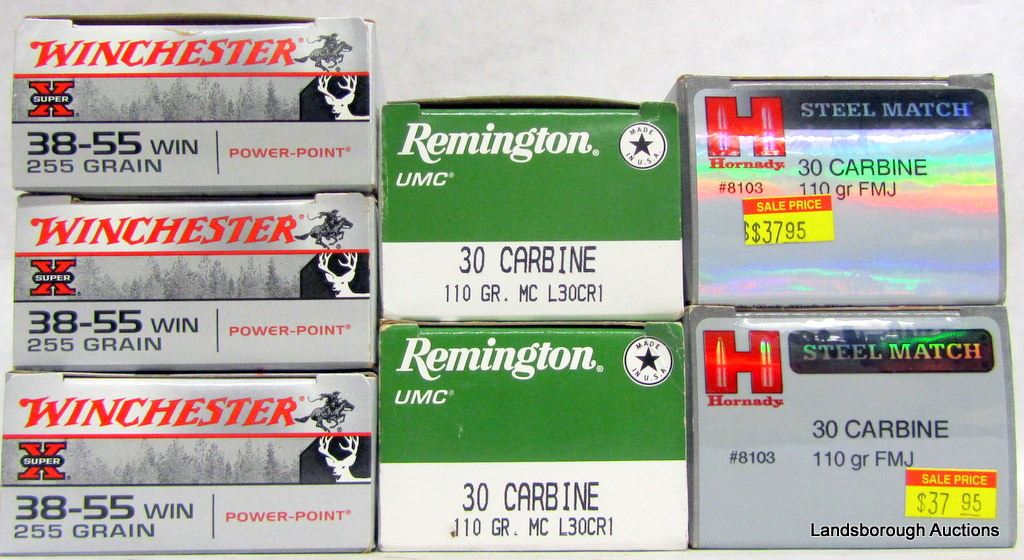 WINCHESTER
SUPER X
38-55 WIN
255 GRAIN
POWER-POINT®
WINCHESTER
SUPER X
38-55 WIN
255 GRAIN
POWER-POINT®
WINCHESTER
SUPER X
38-55 WIN
255 GRAIN
POWER-POINT®
Remington®
MADE IN U.S.A.
UMC®
30 CARBINE
110 GR. MC L30CR1
Remington®
MADE IN U.S.A.
UMC®
30 CARBINE
110 GR. MC L30CR1
H
Hornady
STEEL MATCH
30 CARBINE
#8103 110 gr FMJ
SALE PRICE
$$37 95
H
Hornady
STEEL MATCH
30 CARBINE
#8103 110 gr FMJ
SALE PRICE
$37 95
Landsborough Auctions